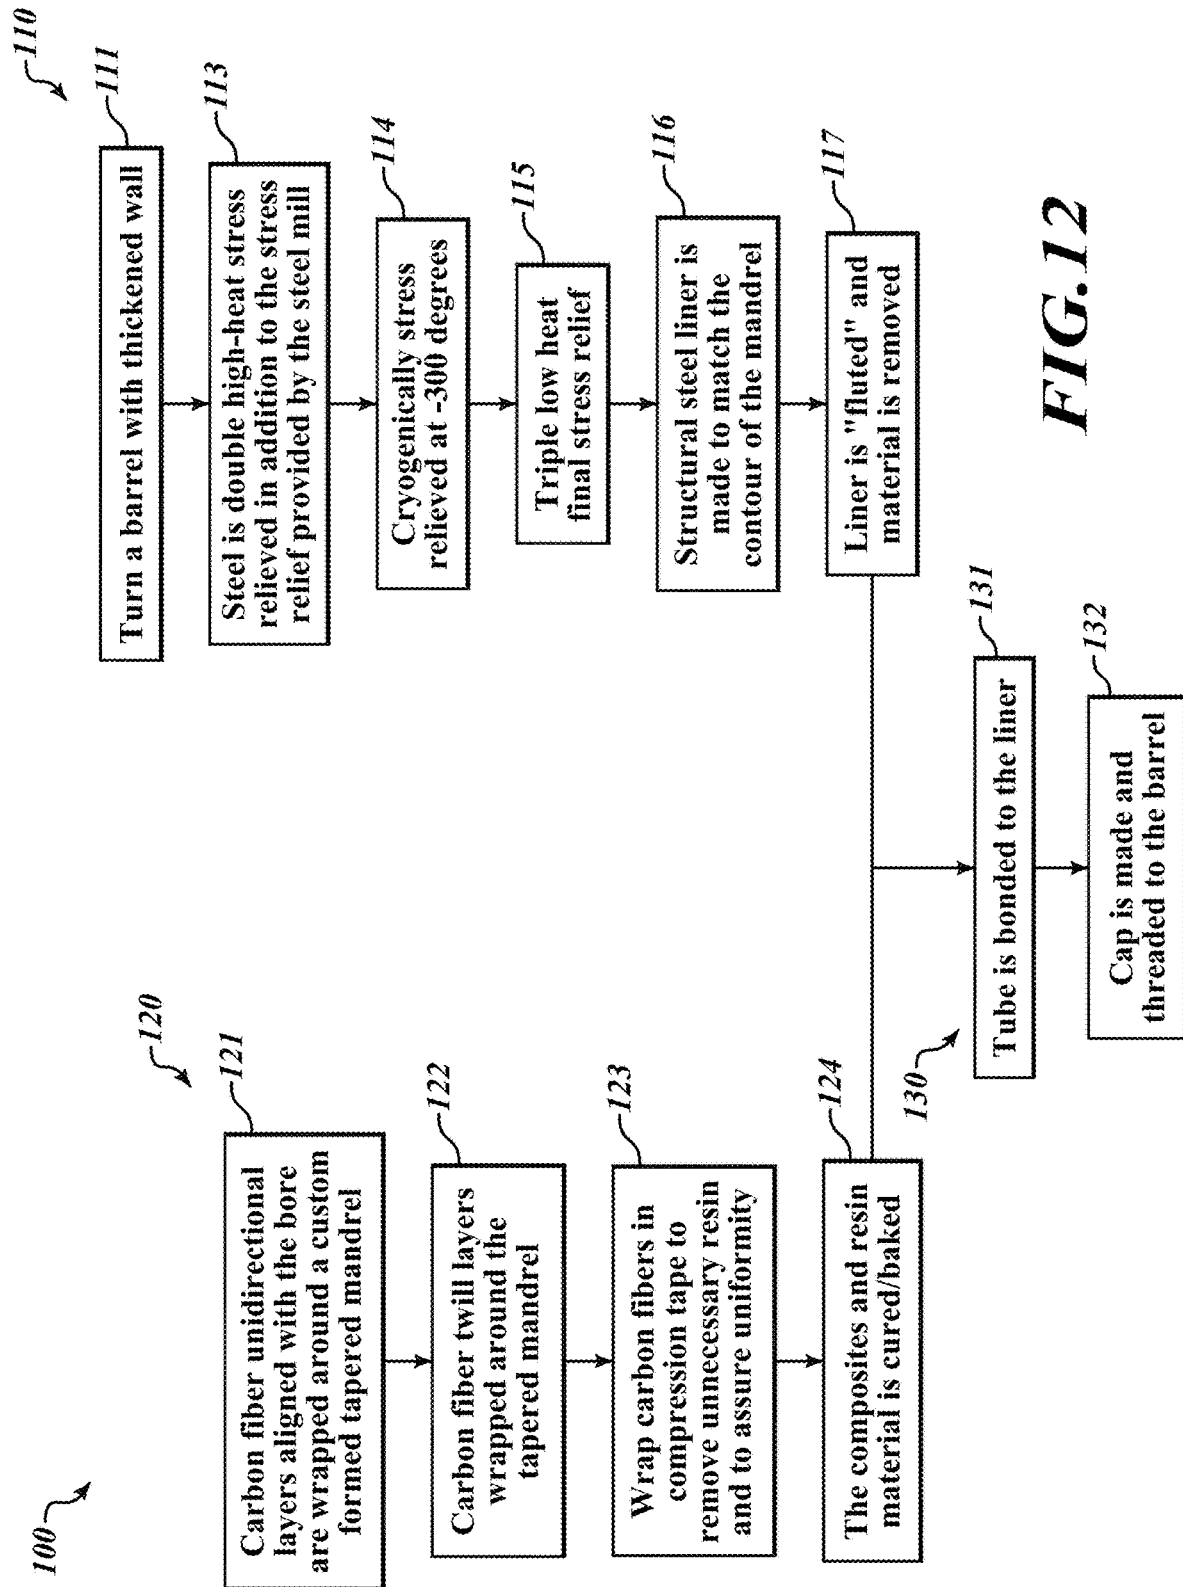 100
120
121
Carbon fiber unidirectional
layers aligned with the bore
are wrapped around a custom
formed tapered mandrel
122
Carbon fiber twill layers
wrapped around the
tapered mandrel
123
Wrap carbon fibers in
compression tape to
remove unnecessary resin
and to assure uniformity
124
The composites and resin
material is cured/baked
110
111
Turn a barrel with thickened wall
113
Steel is double high-heat stress
relieved in addition to the stress
relief provided by the steel mill
114
Cryogenically stress
relieved at -300 degrees
115
Triple low heat
final stress relief
116
Structural steel liner is
made to match the
contour of the mandrel
117
Liner is "fluted" and
material is removed
130
131
Tube is bonded to the liner
132
Cap is made and
threaded to the barrel
FIG.12